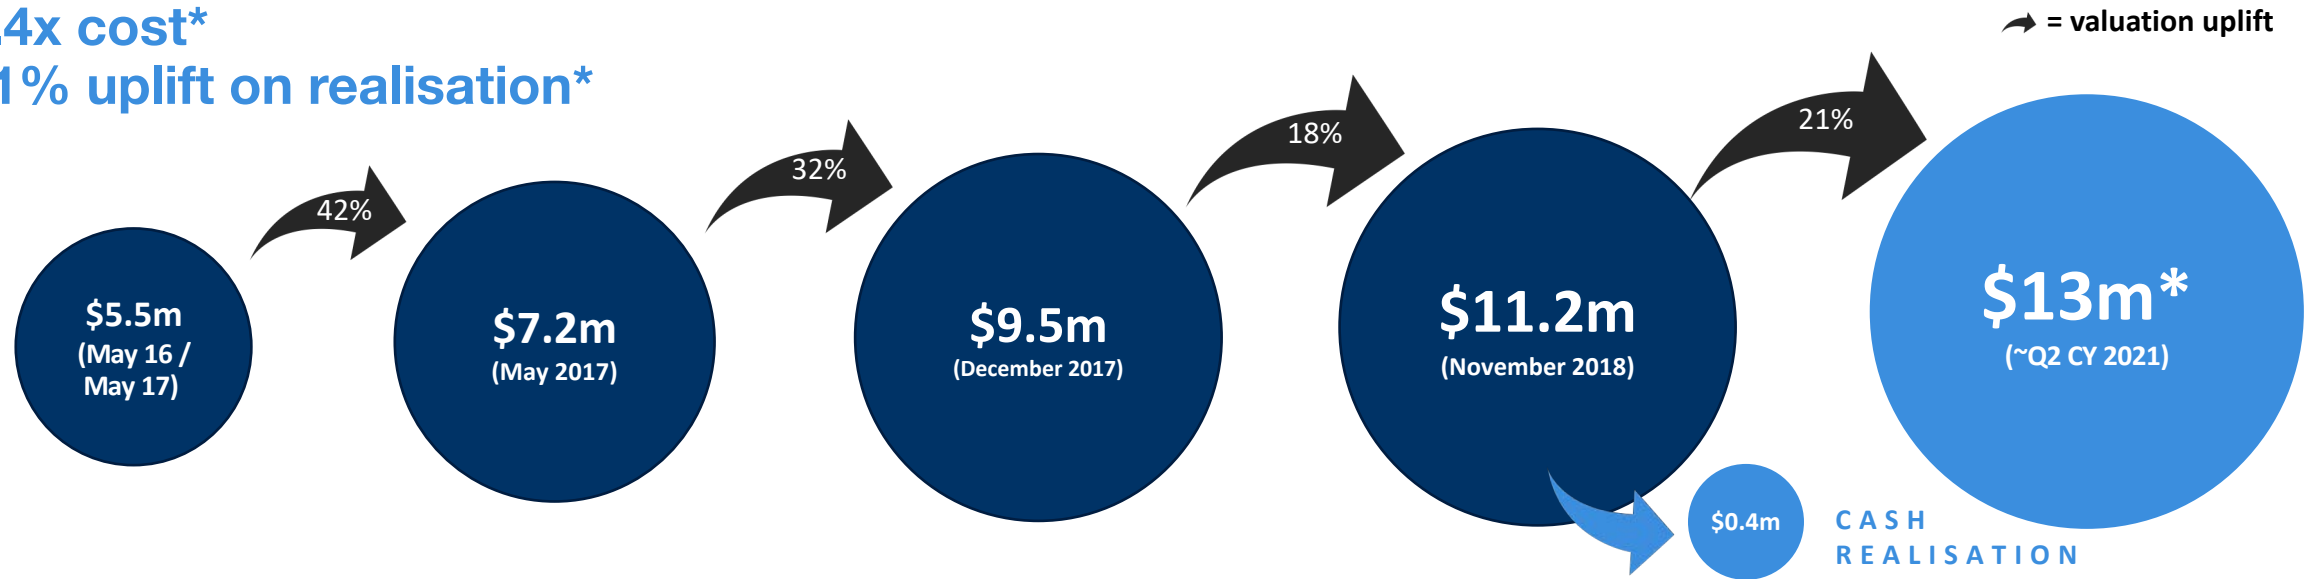 .4x cost*
1% uplift on realisation*
= valuation uplift
42%
32%
18%
21%
$5.5m
(May 16 /
May 17)
$7.2m
(May 2017)
$9.5m
(December 2017)
$11.2m
(November 2018)
$13m*
(~Q2 CY 2021)
$0.4m
CASH
REALISATION